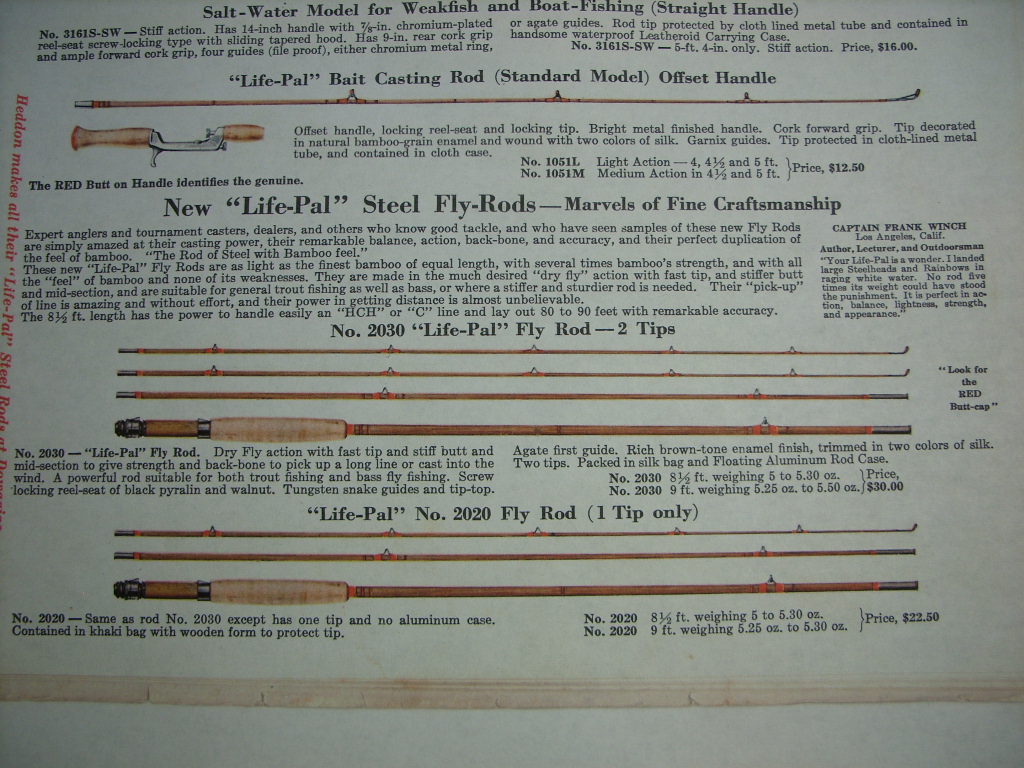 Salt-Water Model for Weakfish and Boat-Fishing (Straight Handle)
No. 3161S-SW — Stiff action. Has 14-inch handle with ⅞-in. chromium-plated
reel-seat screw-locking type with sliding tapered hood. Has 9-in. rear cork grip
and ample forward cork grip, four guides (file proof), either chromium metal ring,
or agate guides. Rod tip protected by cloth lined metal tube and contained in
handsome waterproof Leatheroid Carrying Case.
No. 3161S-SW — 5-ft. 4-in. only. Stiff action. Price, $16.00.
"Life-Pal" Bait Casting Rod (Standard Model) Offset Handle
Offset handle, locking reel-seat and locking tip. Bright metal finished handle. Cork forward grip. Tip decorated
in natural bamboo-grain enamel and wound with two colors of silk. Garnix guides. Tip protected in cloth-lined metal
tube, and contained in cloth case.
No. 1051L Light Action — 4, 4½ and 5 ft.
No. 1051M Medium Action in 4½ and 5 ft.
Price, $12.50
The RED Butt on Handle identifies the genuine.
Heddon makes all their "Life-Pal" Steel Rods at
New "Life-Pal" Steel Fly-Rods — Marvels of Fine Craftsmanship
Expert anglers and tournament casters, dealers, and others who know good tackle, and who have seen samples of these new Fly Rods
are simply amazed at their casting power, their remarkable balance, action, back-bone, and accuracy, and their perfect duplication of
the feel of bamboo. "The Rod of Steel with Bamboo feel."
These new "Life-Pal" Fly Rods are as light as the finest bamboo of equal length, with several times bamboo's strength, and with all
the "feel" of bamboo and none of its weaknesses. They are made in the much desired "dry fly" action with fast tip, and stiffer butt
and mid-section, and are suitable for general trout fishing as well as bass, or where a stiffer and sturdier rod is needed. Their "pick-up"
of line is amazing and without effort, and their power in getting distance is almost unbelievable.
The 8½ ft. length has the power to handle easily an "HCH" or "C" line and lay out 80 to 90 feet with remarkable accuracy.
CAPTAIN FRANK WINCH
Los Angeles, Calif.
Author, Lecturer, and Outdoorsman
"Your Life-Pal is a wonder. I landed
large Steelheads and Rainbows in
raging white water. No rod five
times its weight could have stood
the punishment. It is perfect in ac-
tion, balance, lightness, strength,
and appearance."
No. 2030 "Life-Pal" Fly Rod — 2 Tips
"Look for
the
RED
Butt-cap"
No. 2030 — "Life-Pal" Fly Rod. Dry Fly action with fast tip and stiff butt and
mid-section to give strength and back-bone to pick up a long line or cast into the
wind. A powerful rod suitable for both trout fishing and bass fly fishing. Screw
locking reel-seat of black pyralin and walnut. Tungsten snake guides and tip-top.
Agate first guide. Rich brown-tone enamel finish, trimmed in two colors of silk.
Two tips. Packed in silk bag and Floating Aluminum Rod Case.
No. 2030 8½ ft. weighing 5 to 5.30 oz.
No. 2030 9 ft. weighing 5.25 oz. to 5.50 oz.
Price,
$30.00
"Life-Pal" No. 2020 Fly Rod (1 Tip only)
No. 2020 — Same as rod No. 2030 except has one tip and no aluminum case.
Contained in khaki bag with wooden form to protect tip.
No. 2020 8½ ft. weighing 5 to 5.30 oz.
No. 2020 9 ft. weighing 5.25 oz. to 5.30 oz.
Price, $22.50